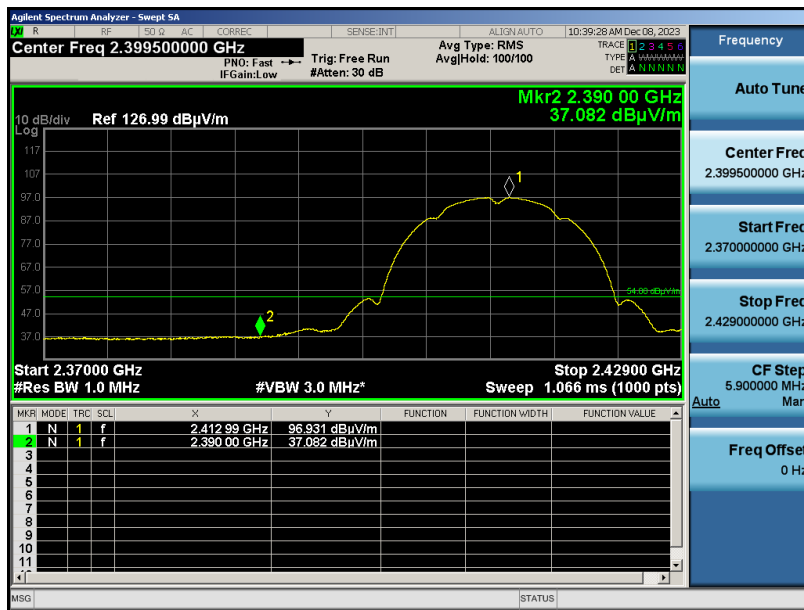 Agilent Spectrum Analyzer - Swept SA
LXI R RF 50 Ω AC CORREC SENSE:INT ALIGN AUTO 10:39:28 AM Dec 08, 2023
Center Freq 2.399500000 GHz
PNO: Fast
IFGain:Low
Trig: Free Run
#Atten: 30 dB
Avg Type: RMS
Avg|Hold: 100/100
TRACE 1 2 3 4 5 6
TYPE A WWWWW
DET A N N N N N
Mkr2 2.390 00 GHz
37.082 dBµV/m
10 dB/div Ref 126.99 dBµV/m
Log
117
107
97.0
87.0
77.0
67.0
57.0
47.0
37.0
1
2
54.00 dBµV/m
Start 2.37000 GHz Stop 2.42900 GHz
#Res BW 1.0 MHz #VBW 3.0 MHz* Sweep 1.066 ms (1000 pts)
MKR MODE TRC SCL X Y FUNCTION FUNCTION WIDTH FUNCTION VALUE
1 N 1 f 2.412 99 GHz 96.931 dBµV/m
2 N 1 f 2.390 00 GHz 37.082 dBµV/m
3
4
5
6
7
8
9
10
11
MSG STATUS
Frequency
Auto Tune
Center Freq
2.399500000 GHz
Start Freq
2.370000000 GHz
Stop Freq
2.429000000 GHz
CF Step
5.900000 MHz
Auto Man
Freq Offset
0 Hz